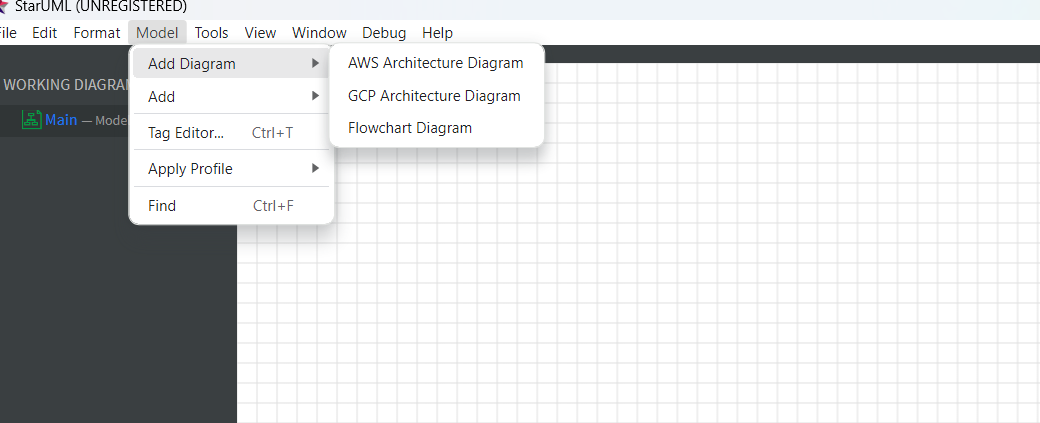 StarUML (UNREGISTERED)
ile Edit Format Model Tools View Window Debug Help
WORKING DIAGRA
Main — Mode
Add Diagram
Add
Tag Editor... Ctrl+T
Apply Profile
Find Ctrl+F
AWS Architecture Diagram
GCP Architecture Diagram
Flowchart Diagram